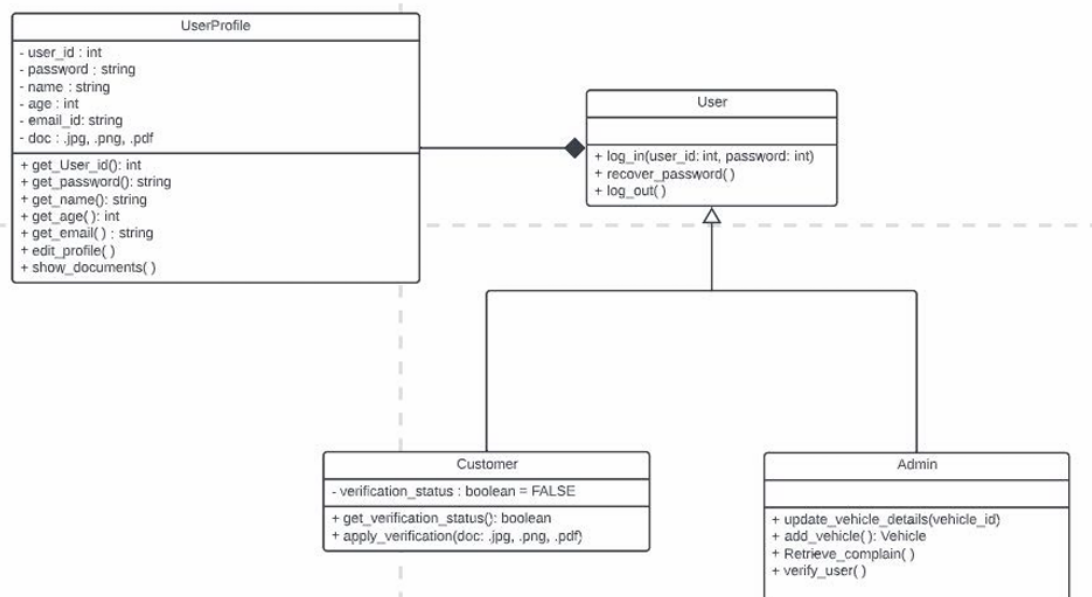 UserProfile
- user_id : int
- password : string
- name : string
- age : int
- email_id: string
- doc : .jpg, .png, .pdf
+ get_User_id(): int
+ get_password(): string
+ get_name(): string
+ get_age( ): int
+ get_email( ) : string
+ edit_profile( )
+ show_documents( )
User
+ log_in(user_id: int, password: int)
+ recover_password( )
+ log_out( )
Customer
- verification_status : boolean = FALSE
+ get_verification_status(): boolean
+ apply_verification(doc: .jpg, .png, .pdf)
Admin
+ update_vehicle_details(vehicle_id)
+ add_vehicle( ): Vehicle
+ Retrieve_complain( )
+ verify_user( )